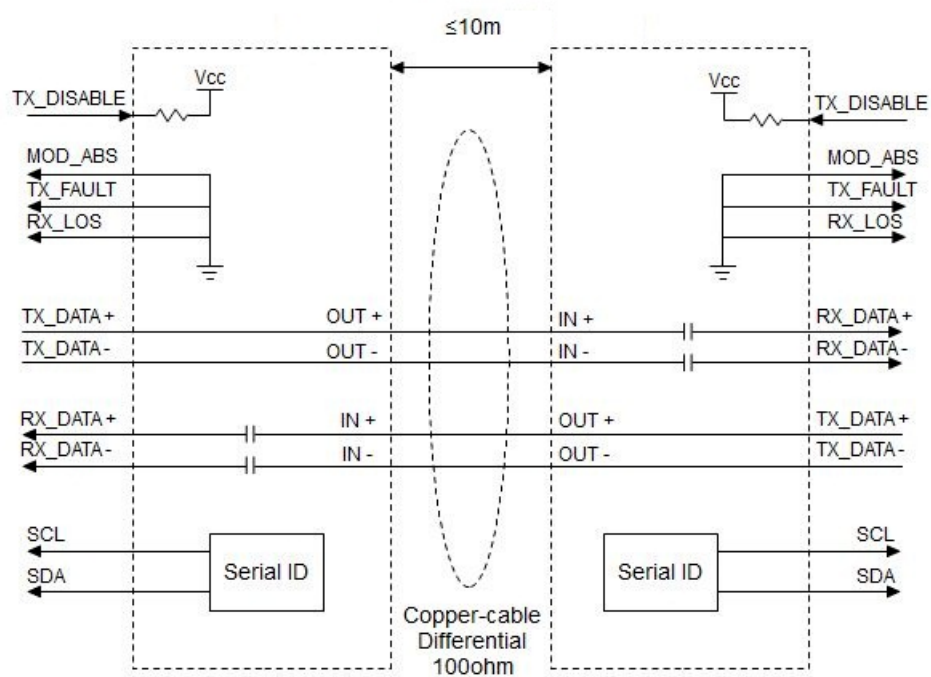 ≤10m
Vcc
Vcc
TX_DISABLE
TX_DISABLE
MOD_ABS
MOD_ABS
TX_FAULT
TX_FAULT
RX_LOS
RX_LOS
TX_DATA+
OUT +
IN +
RX_DATA+
TX_DATA-
OUT -
IN -
RX_DATA-
RX_DATA+
IN +
OUT +
TX_DATA+
RX_DATA-
IN -
OUT -
TX_DATA-
SCL
SCL
Serial ID
Serial ID
SDA
SDA
Copper-cable
Differential
100ohm